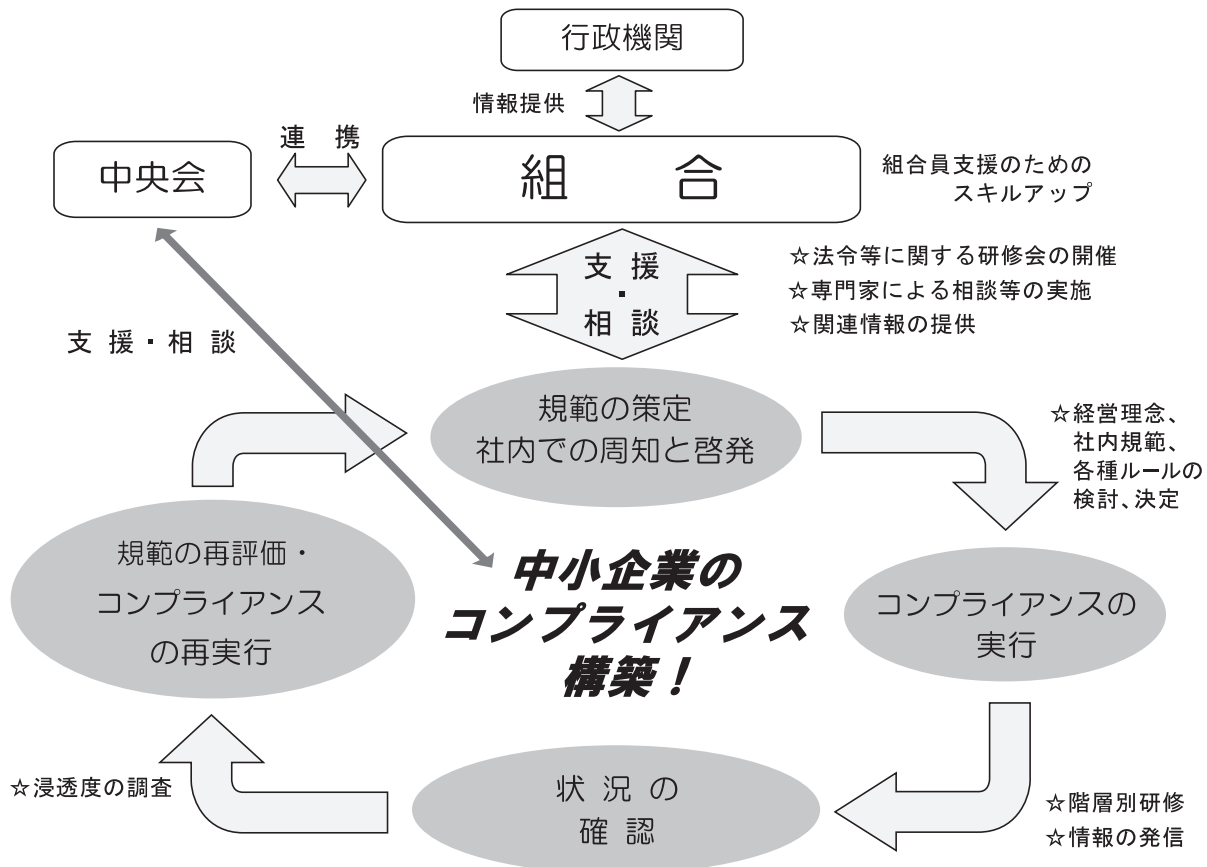 行政機関
情報提供
連　携
中央会
組　　合
組合員支援のための
スキルアップ
支 援
・
相 談
☆法令等に関する研修会の開催
☆専門家による相談等の実施
☆関連情報の提供
支 援・相 談
規範の策定
社内での周知と啓発
☆経営理念、
社内規範、
各種ルールの
検討、決定
規範の再評価・
コンプライアンス
の再実行
中小企業の
コンプライアンス
構築！
コンプライアンスの
実行
☆浸透度の調査
状 況 の
確 認
☆階層別研修
☆情報の発信